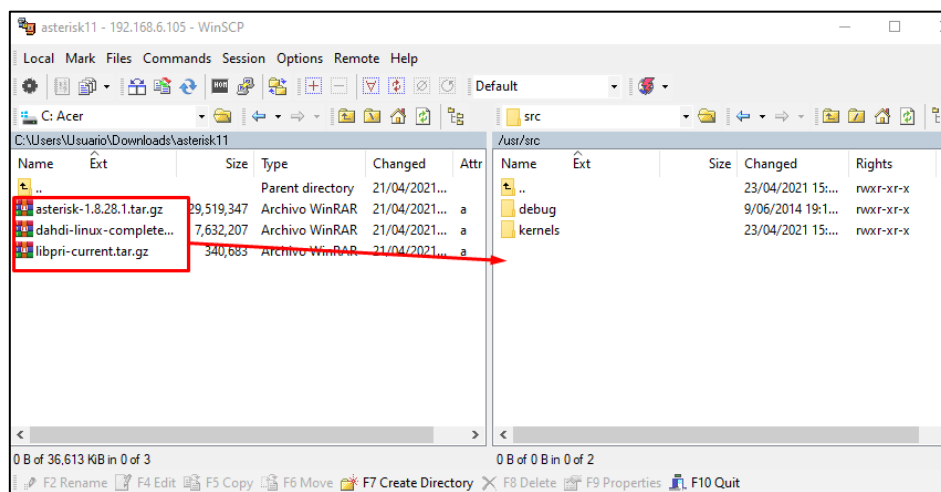 asterisk11 - 192.168.6.105 - WinSCP
Local Mark Files Commands Session Options Remote Help
Default
C: Acer
src
C:\Users\Usuario\Downloads\asterisk11
/usr/src
Name Ext Size Type Changed Attr
Name Ext Size Changed Rights
.. Parent directory 21/04/2021...
.. 23/04/2021 15:... rwxr-xr-x
asterisk-1.8.28.1.tar.gz 29,519,347 Archivo WinRAR 21/04/2021... a
debug 9/06/2014 19:1... rwxr-xr-x
dahdi-linux-complete... 7,632,207 Archivo WinRAR 21/04/2021... a
kernels 23/04/2021 15:... rwxr-xr-x
libpri-current.tar.gz 340,683 Archivo WinRAR 21/04/2021... a
0 B of 36,613 KiB in 0 of 3
0 B of 0 B in 0 of 2
F2 Rename F4 Edit F5 Copy F6 Move F7 Create Directory F8 Delete F9 Properties F10 Quit